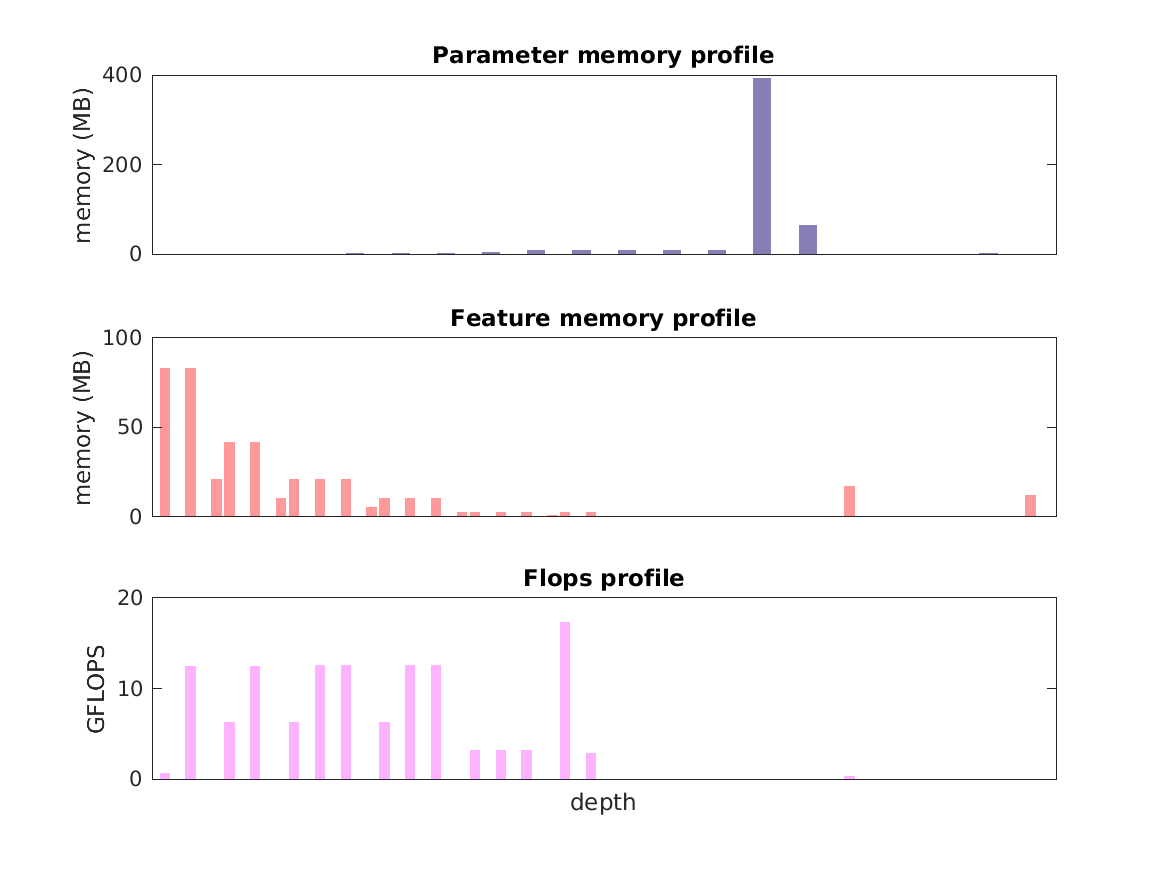 Parameter memory profile
400
200
0
memory (MB)
Feature memory profile
100
50
0
memory (MB)
Flops profile
20
10
0
GFLOPS
depth